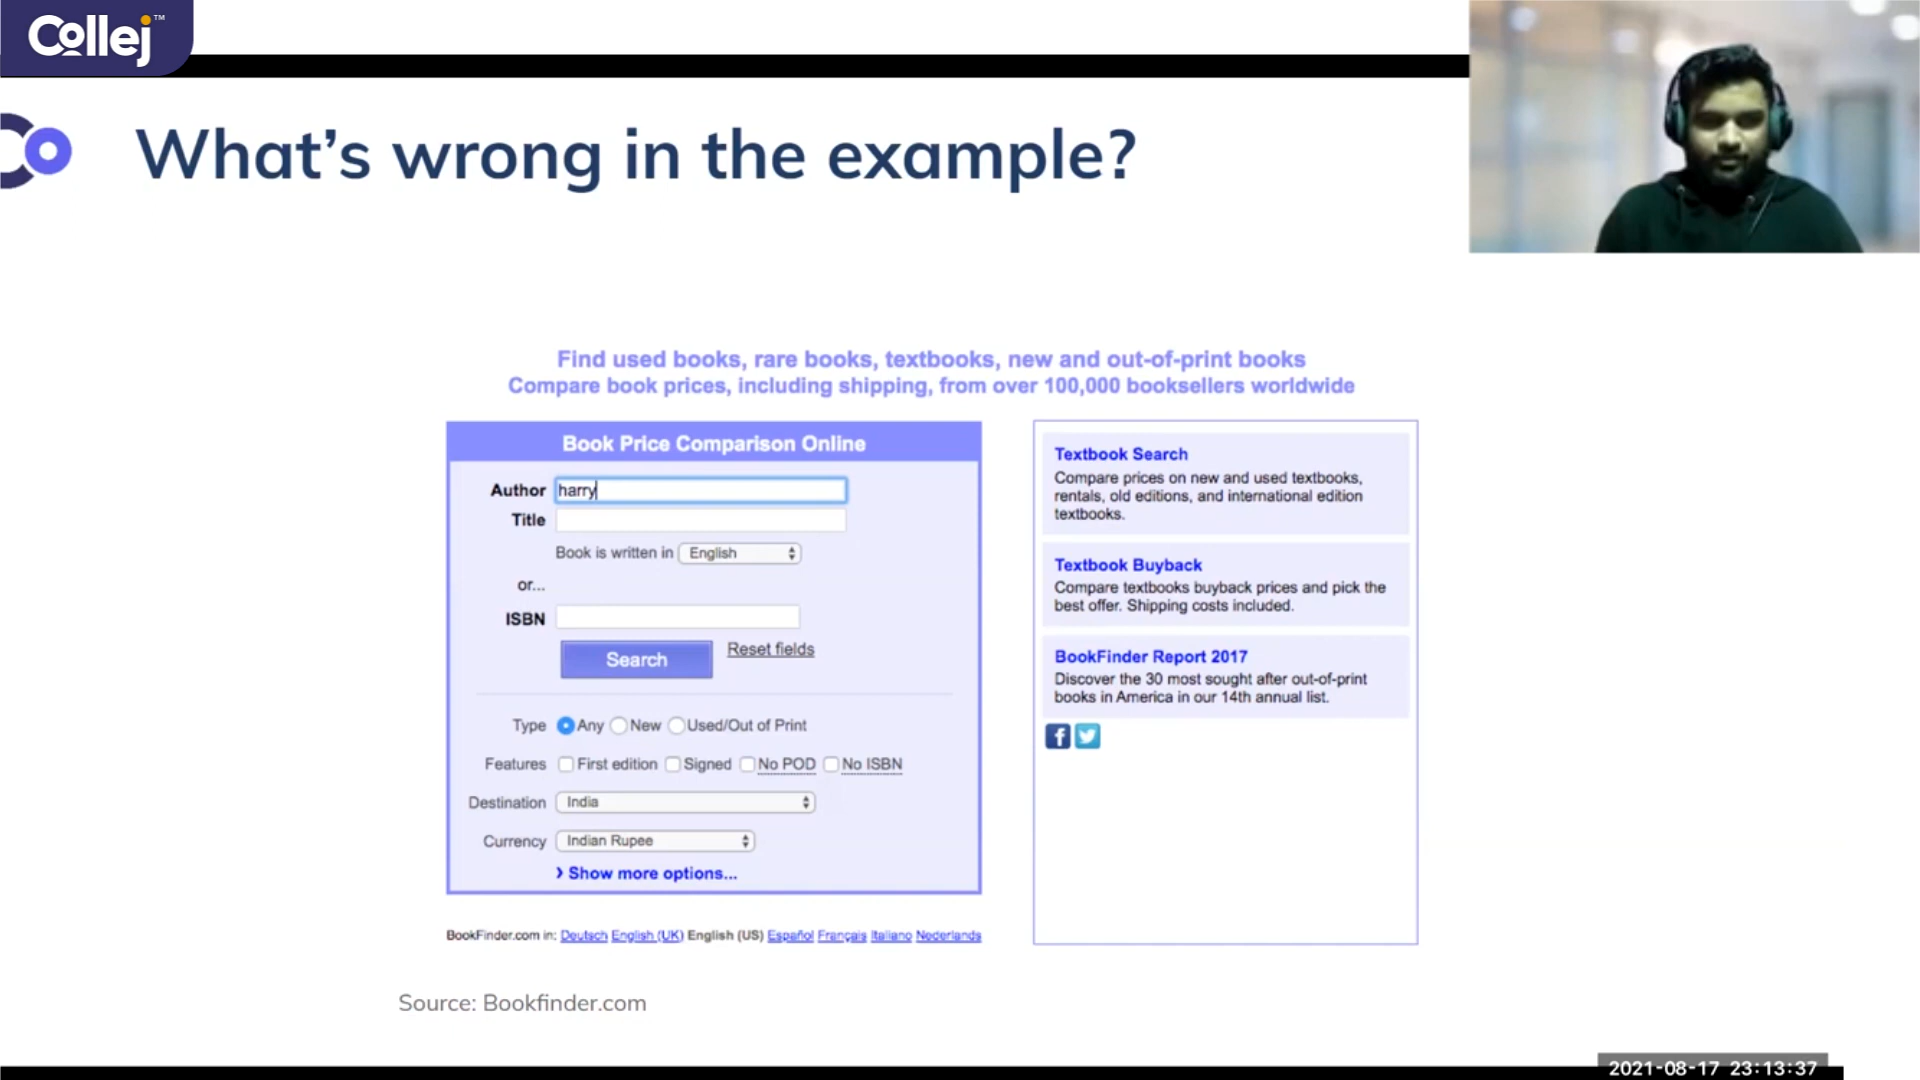 Collej™
What's wrong in the example?
Find used books, rare books, textbooks, new and out-of-print books
Compare book prices, including shipping, from over 100,000 booksellers worldwide
Book Price Comparison Online
Author harry
Title
Book is written in English
or...
ISBN
Search Reset fields
Type Any New Used/Out of Print
Features First edition Signed No POD No ISBN
Destination India
Currency Indian Rupee
› Show more options...
BookFinder.com in: Deutsch English (UK) English (US) Español Français Italiano Nederlands
Textbook Search
Compare prices on new and used textbooks,
rentals, old editions, and international edition
textbooks.
Textbook Buyback
Compare textbooks buyback prices and pick the
best offer. Shipping costs included.
BookFinder Report 2017
Discover the 30 most sought after out-of-print
books in America in our 14th annual list.
Source: Bookfinder.com
2021-08-17 23:13:37